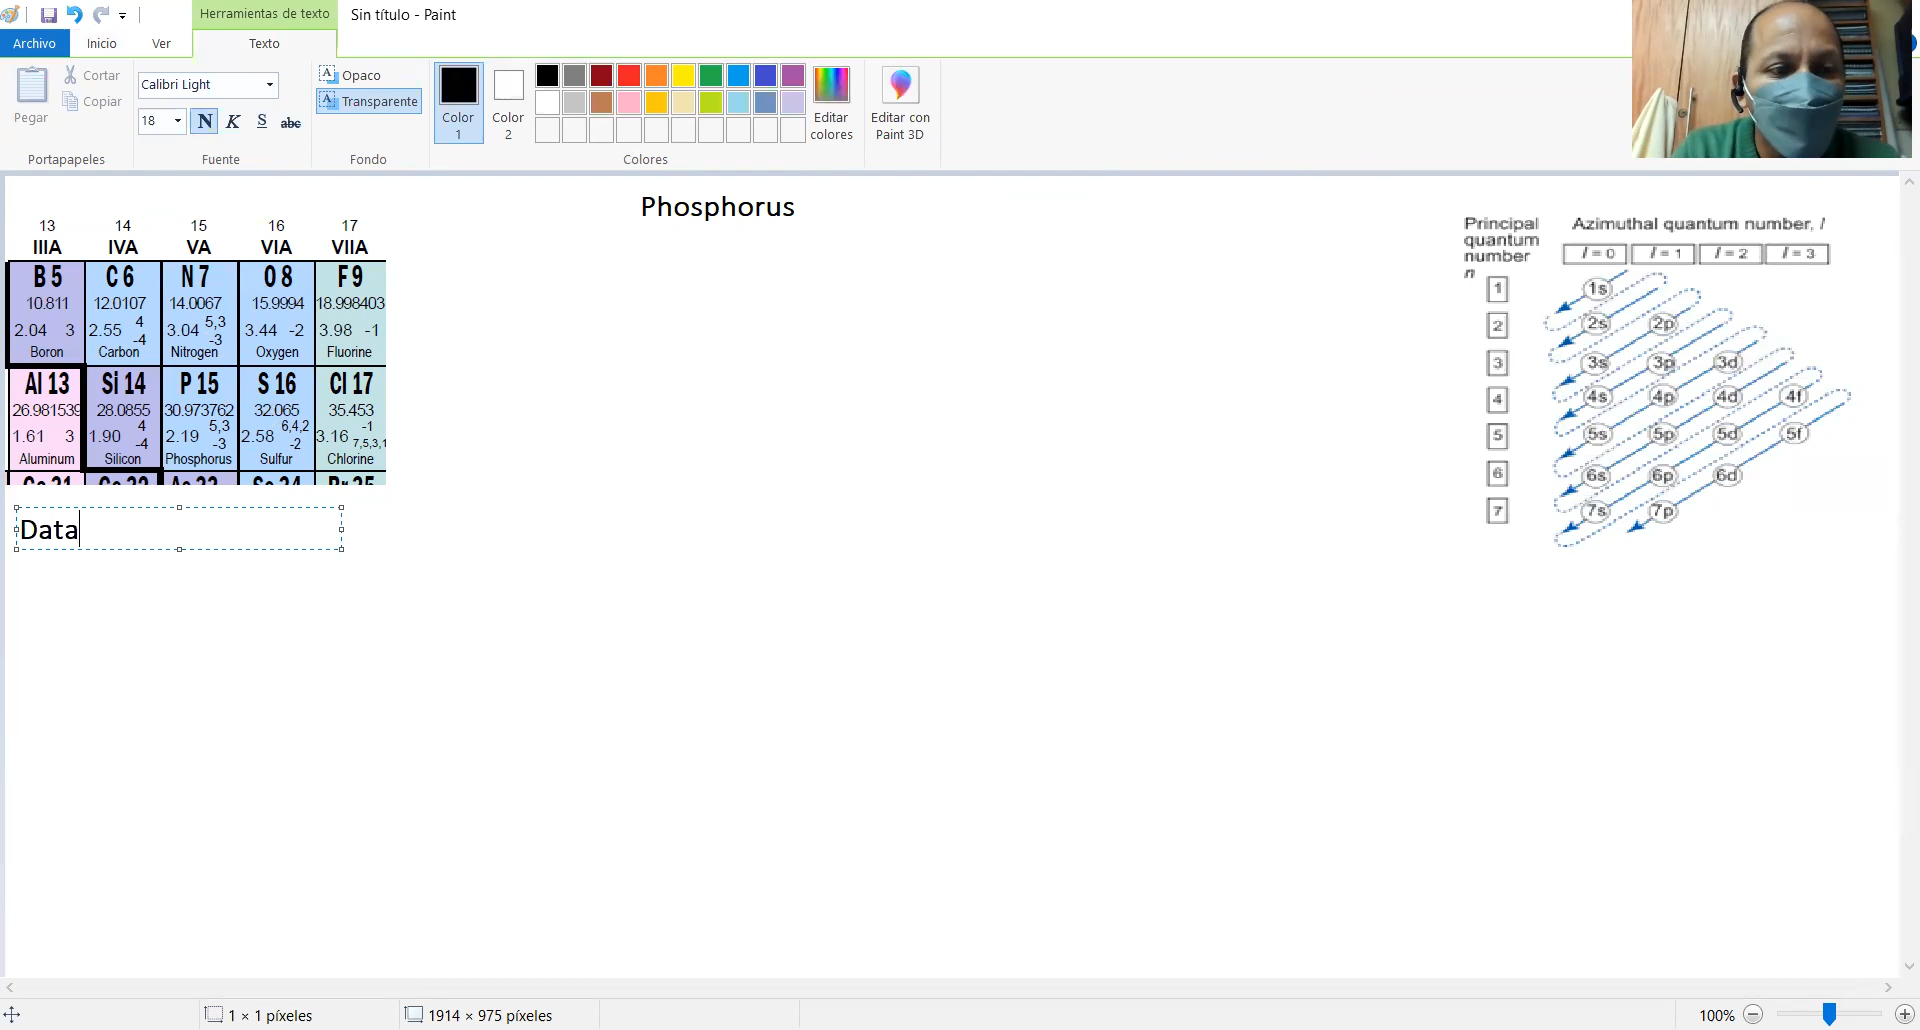 Herramientas de texto
Sin título - Paint
Archivo
Inicio
Ver
Texto
Pegar
Cortar
Copiar
Portapapeles
Calibri Light
18
N K S abc
Fuente
Opaco
Transparente
Fondo
Color 1
Color 2
Colores
Editar colores
Editar con Paint 3D
Phosphorus
13 14 15 16 17
IIIA IVA VA VIA VIIA
B 5 C 6 N 7 O 8 F 9
10.811 12.0107 14.0067 15.9994 18.998403
2.04 3 2.55 4 -4 3.04 5,3 -3 3.44 -2 3.98 -1
Boron Carbon Nitrogen Oxygen Fluorine
Al 13 Si 14 P 15 S 16 Cl 17
26.981539 28.0855 30.973762 32.065 35.453
1.61 3 1.90 4 -4 2.19 5,3 -3 2.58 6,4,2 -2 3.16 -1 7,5,3,1
Aluminum Silicon Phosphorus Sulfur Chlorine
Data
Principal
quantum
number
n
Azimuthal quantum number, l
l = 0 l = 1 l = 2 l = 3
1 1s
2 2s 2p
3 3s 3p 3d
4 4s 4p 4d 4f
5 5s 5p 5d 5f
6 6s 6p 6d
7 7s 7p
1 × 1 píxeles
1914 × 975 píxeles
100%